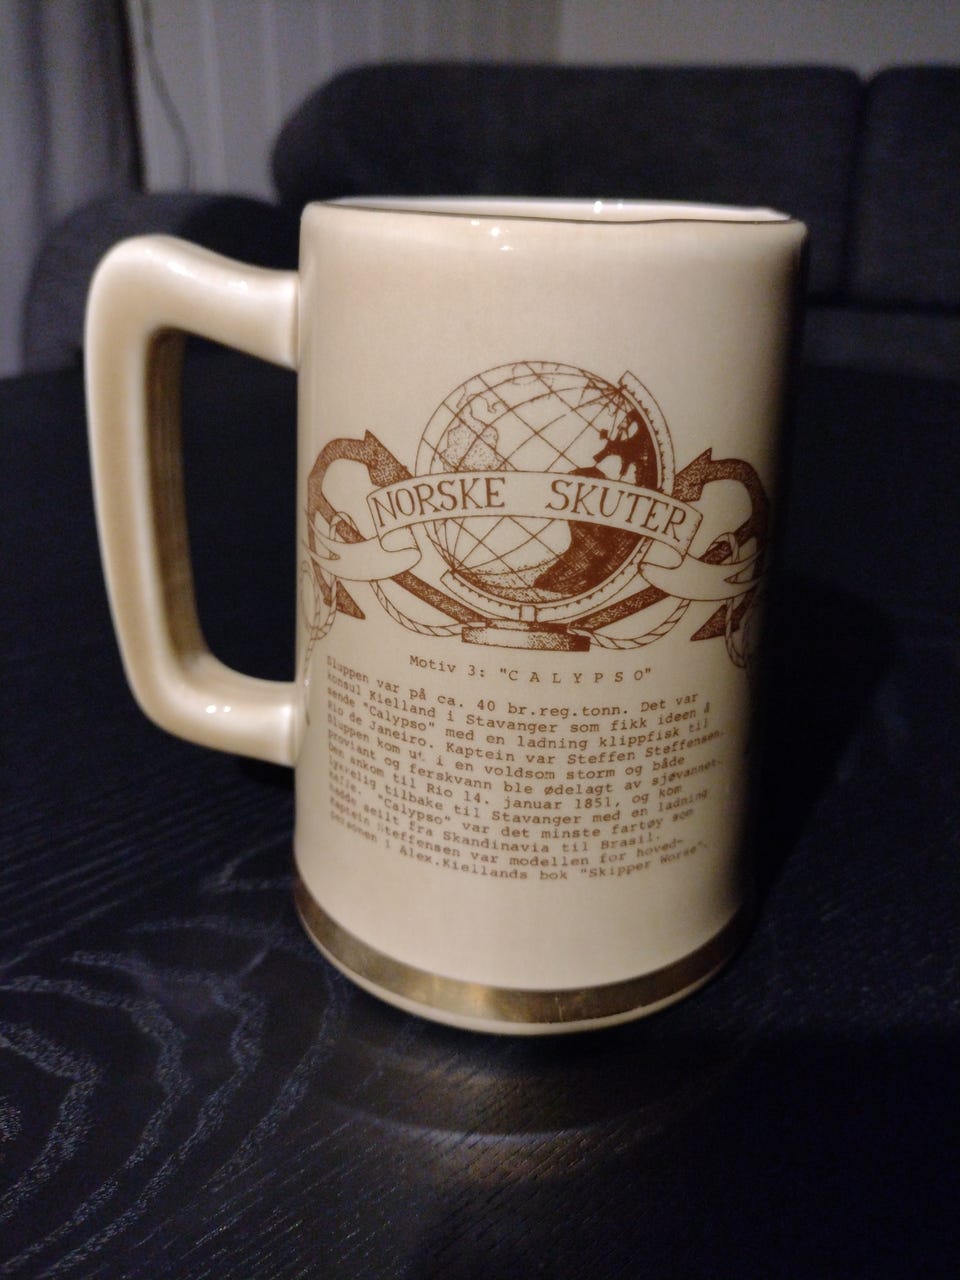 NORSKE SKUTER
Motiv 3: "C A L Y P S O"
Sluppen var på ca. 40 br.reg.tonn. Det var
konsul Kielland i Stavanger som fikk ideen å
sende "Calypso" med en ladning klippfisk til
Rio de Janeiro. Kaptein var Steffen Steffensen.
Sluppen kom ut i en voldsom storm og både
proviant og ferskvann ble ødelagt av sjøvannet.
Den ankom til Rio 14. januar 1851, og kom
lykkelig tilbake til Stavanger med en ladning
kaffe. "Calypso" var det minste fartøy som
hadde seilt fra Skandinavia til Brasil.
Kaptein Steffensen var modellen for hoved-
personen i Alex.Kiellands bok "Skipper Worse".